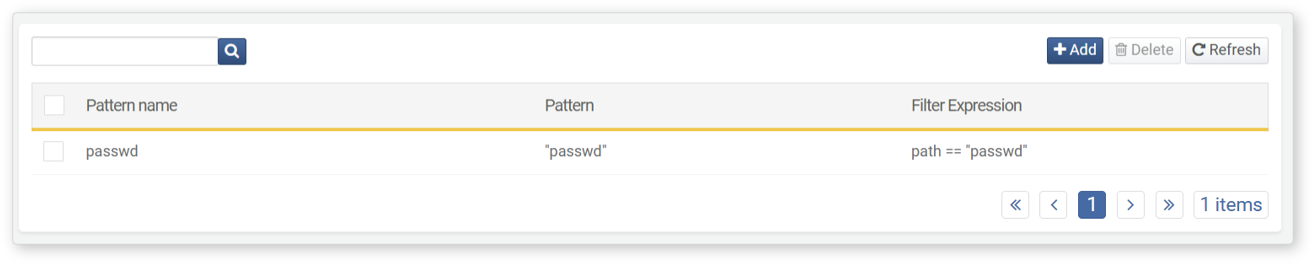 Add Delete Refresh
Pattern name Pattern Filter Expression
passwd "passwd" path == "passwd"
« ‹ 1 › » 1 items